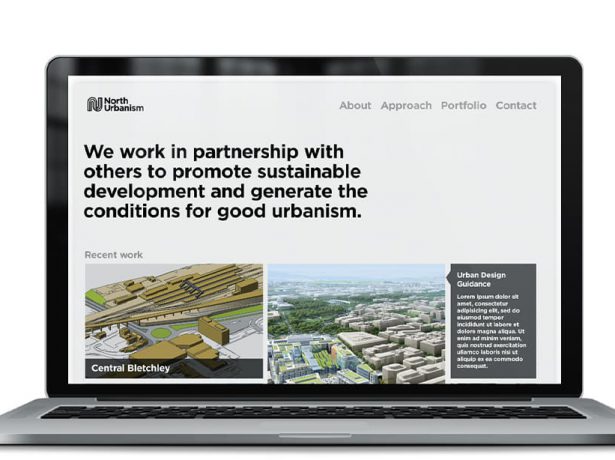 North
Urbanism
About Approach Portfolio Contact
We work in partnership with
others to promote sustainable
development and generate the
conditions for good urbanism.
Recent work
Central Bletchley
Urban Design
Guidance
Lorem ipsum dolor sit
amet, consectetur
adipisicing elit, sed do
eiusmod tempor
incididunt ut labore et
dolore magna aliqua. Ut
enim ad minim veniam,
quis nostrud exercitation
ullamco laboris nisi ut
aliquip ex ea commodo
consequat.